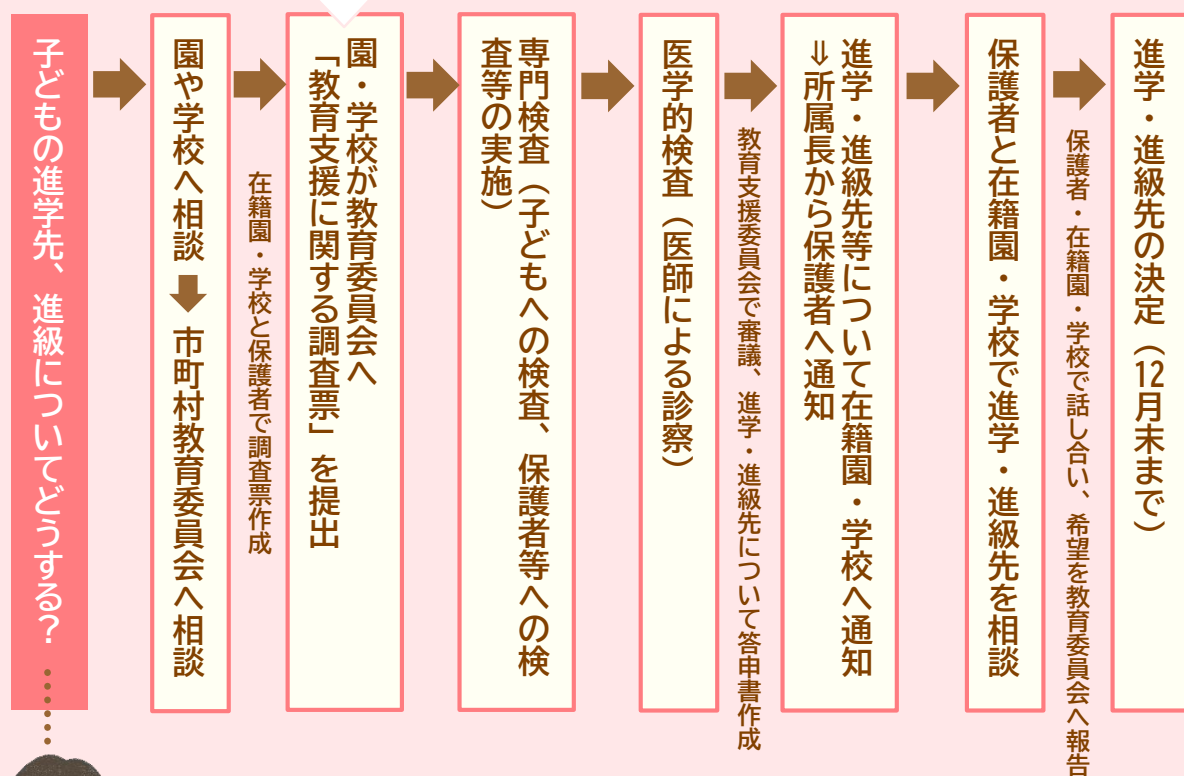 子どもの進学先、進級についてどうする？………
園や学校へ相談 ➡ 市町村教育委員会へ相談
在籍園・学校と保護者で調査票作成
園・学校が教育委員会へ
「教育支援に関する調査票」を提出
専門検査（子どもへの検査、保護者等への検
査等の実施）
医学的検査（医師による診察）
教育支援委員会で審議、進学・進級先について答申書作成
進学・進級先等について在籍園・学校へ通知
⇒所属長から保護者へ通知
保護者と在籍園・学校で進学・進級先を相談
保護者・在籍園・学校で話し合い、希望を教育委員会へ報告
進学・進級先の決定（12月末まで）